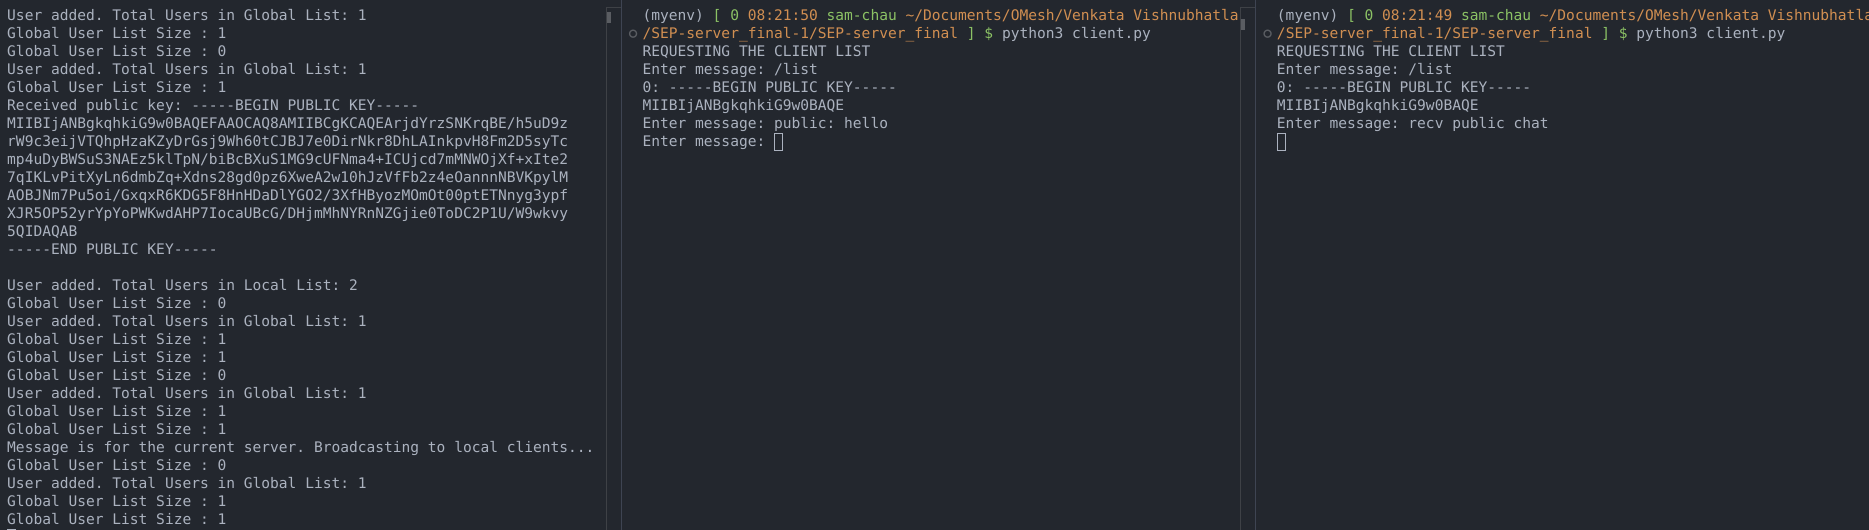 User added. Total Users in Global List: 1
Global User List Size : 1
Global User List Size : 0
User added. Total Users in Global List: 1
Global User List Size : 1
Received public key: -----BEGIN PUBLIC KEY-----
MIIBIjANBgkqhkiG9w0BAQEFAAOCAQ8AMIIBCgKCAQEArjdYrzSNKrqBE/h5uD9z
rW9c3eijVTQhpHzaKZyDrGsj9Wh60tCJBJ7e0DirNkr8DhLAInkpvH8Fm2D5syTc
mp4uDyBWSuS3NAEz5klTpN/biBcBXuS1MG9cUFNma4+ICUjcd7mMNWOjXf+xIte2
7qIKLvPitXyLn6dmbZq+Xdns28gd0pz6XweA2w10hJzVfFb2z4eOannnNBVKpylM
AOBJNm7Pu5oi/GxqxR6KDG5F8HnHDaDlYGO2/3XfHByozMOmOt00ptETNnyg3ypf
XJR5OP52yrYpYoPWKwdAHP7IocaUBcG/DHjmMhNYRnNZGjie0ToDC2P1U/W9wkvy
5QIDAQAB
-----END PUBLIC KEY-----
User added. Total Users in Local List: 2
Global User List Size : 0
User added. Total Users in Global List: 1
Global User List Size : 1
Global User List Size : 1
Global User List Size : 0
User added. Total Users in Global List: 1
Global User List Size : 1
Global User List Size : 1
Message is for the current server. Broadcasting to local clients...
Global User List Size : 0
User added. Total Users in Global List: 1
Global User List Size : 1
Global User List Size : 1
(myenv) [ 0 08:21:50 sam-chau ~/Documents/OMesh/Venkata Vishnubhatla
/SEP-server_final-1/SEP-server_final ] $ python3 client.py
REQUESTING THE CLIENT LIST
Enter message: /list
0: -----BEGIN PUBLIC KEY-----
MIIBIjANBgkqhkiG9w0BAQE
Enter message: public: hello
Enter message:
(myenv) [ 0 08:21:49 sam-chau ~/Documents/OMesh/Venkata Vishnubhatla
/SEP-server_final-1/SEP-server_final ] $ python3 client.py
REQUESTING THE CLIENT LIST
Enter message: /list
0: -----BEGIN PUBLIC KEY-----
MIIBIjANBgkqhkiG9w0BAQE
Enter message: recv public chat